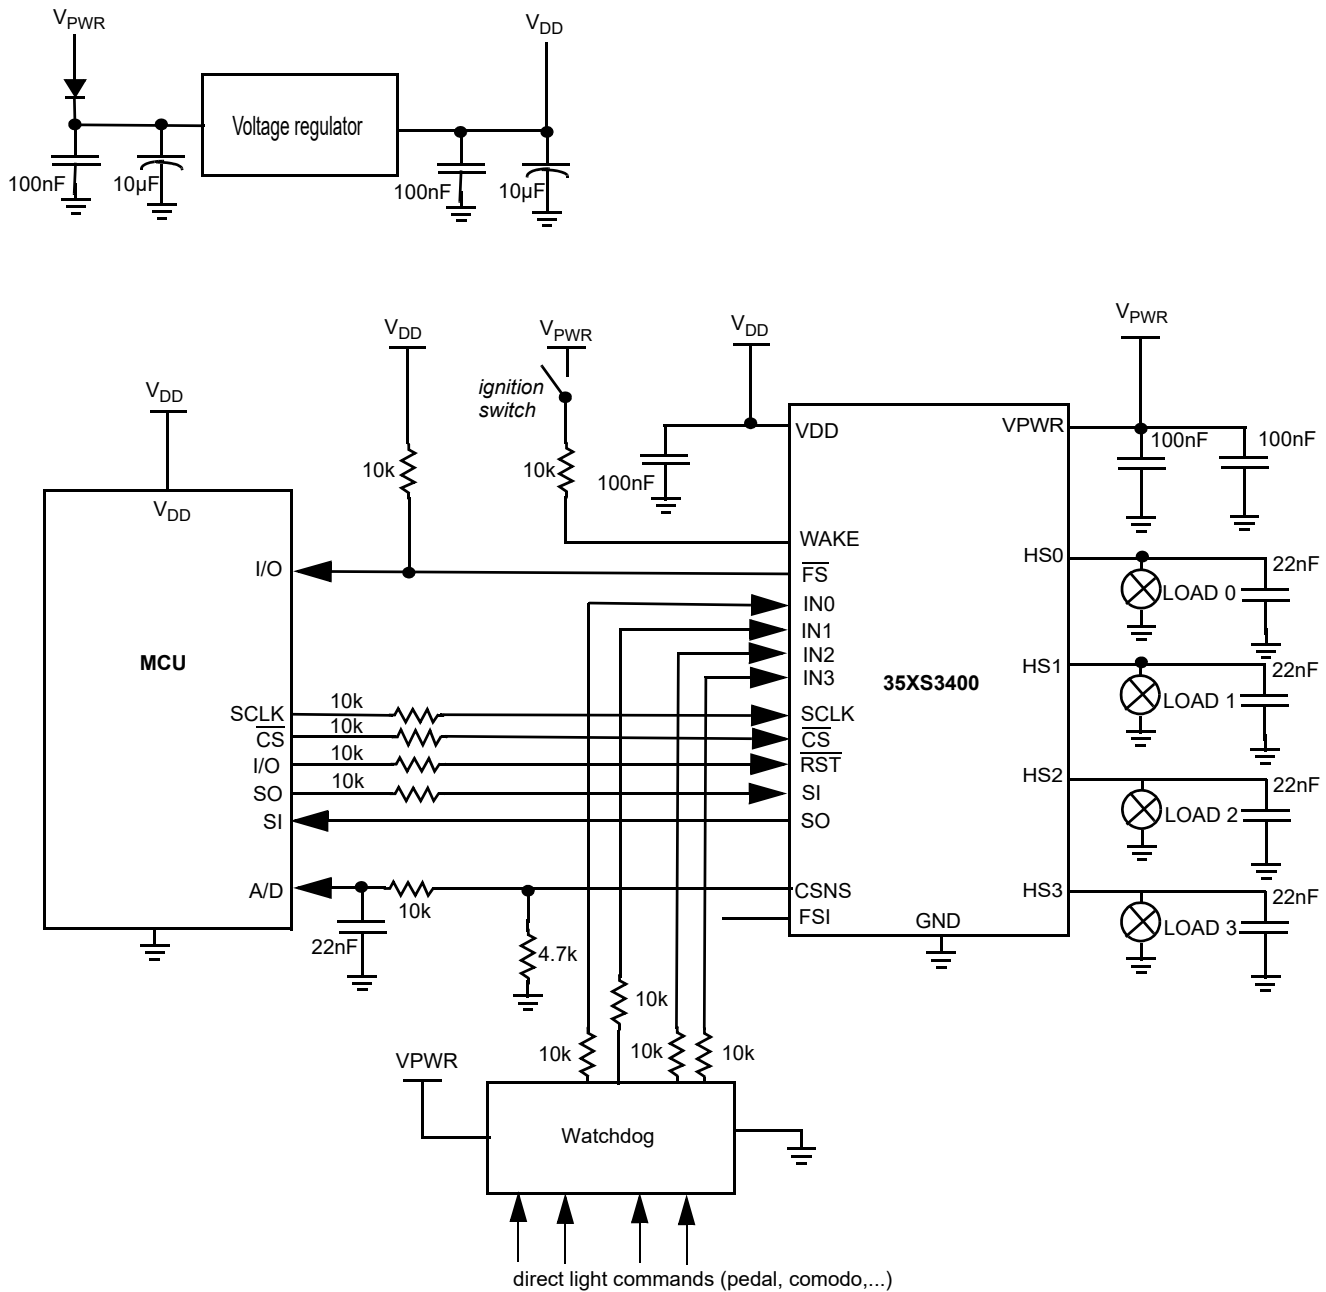 VPWR
VDD
Voltage regulator
100nF
10µF
100nF
10µF
VDD
VPWR
VDD
VPWR
ignition
switch
VDD
10k
10k
100nF
VDD
VPWR
100nF
100nF
VDD
WAKE
I/O
FS
HS0
22nF
IN0
LOAD 0
IN1
IN2
MCU
HS1
22nF
IN3
35XS3400
10k
SCLK
SCLK
LOAD 1
10k
CS
CS
10k
I/O
RST
HS2
22nF
10k
SO
SI
LOAD 2
SI
SO
A/D
10k
CSNS
HS3
22nF
FSI
GND
LOAD 3
22nF
4.7k
10k
10k
10k
10k
VPWR
Watchdog
direct light commands (pedal, comodo,...)